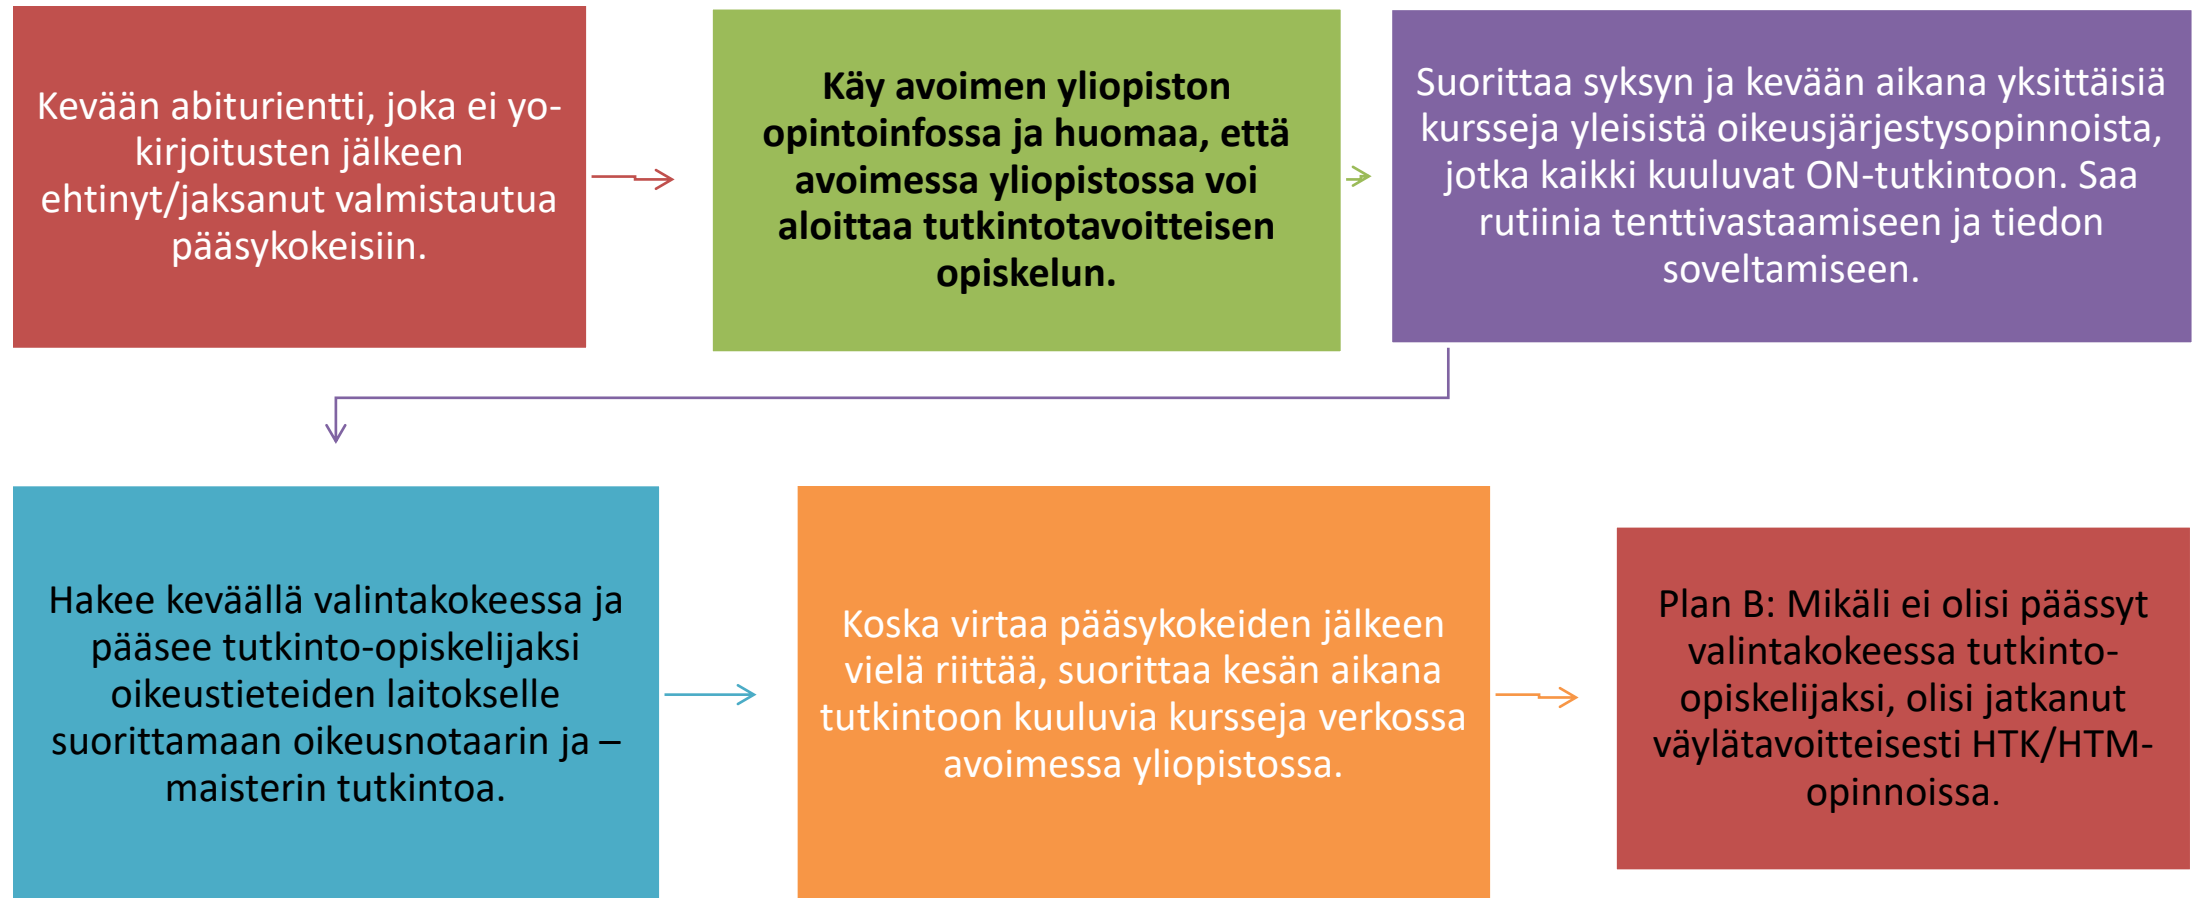 Kevään abiturientti, joka ei yo-
kirjoitusten jälkeen
ehtinyt/jaksanut valmistautua
pääsykokeisiin.
Käy avoimen yliopiston
opintoinfossa ja huomaa, että
avoimessa yliopistossa voi
aloittaa tutkintotavoitteisen
opiskelun.
Suorittaa syksyn ja kevään aikana yksittäisiä
kursseja yleisistä oikeusjärjestysopinnoista,
jotka kaikki kuuluvat ON-tutkintoon. Saa
rutiinia tenttivastaamiseen ja tiedon
soveltamiseen.
Hakee keväällä valintakokeessa ja
pääsee tutkinto-opiskelijaksi
oikeustieteiden laitokselle
suorittamaan oikeusnotaarin ja –
maisterin tutkintoa.
Koska virtaa pääsykokeiden jälkeen
vielä riittää, suorittaa kesän aikana
tutkintoon kuuluvia kursseja verkossa
avoimessa yliopistossa.
Plan B: Mikäli ei olisi päässyt
valintakokeessa tutkinto-
opiskelijaksi, olisi jatkanut
väylätavoitteisesti HTK/HTM-
opinnoissa.